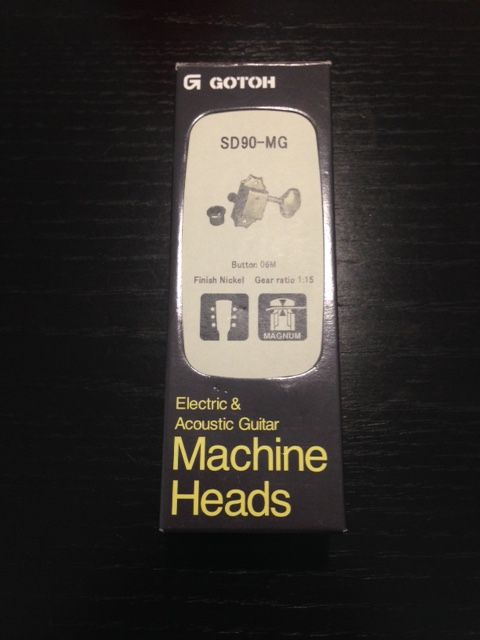 GOTOH
SD90-MG
Button 06M
Finish Nickel Gear ratio 1:15
MAGNUM
Electric &
Acoustic Guitar
Machine
Heads